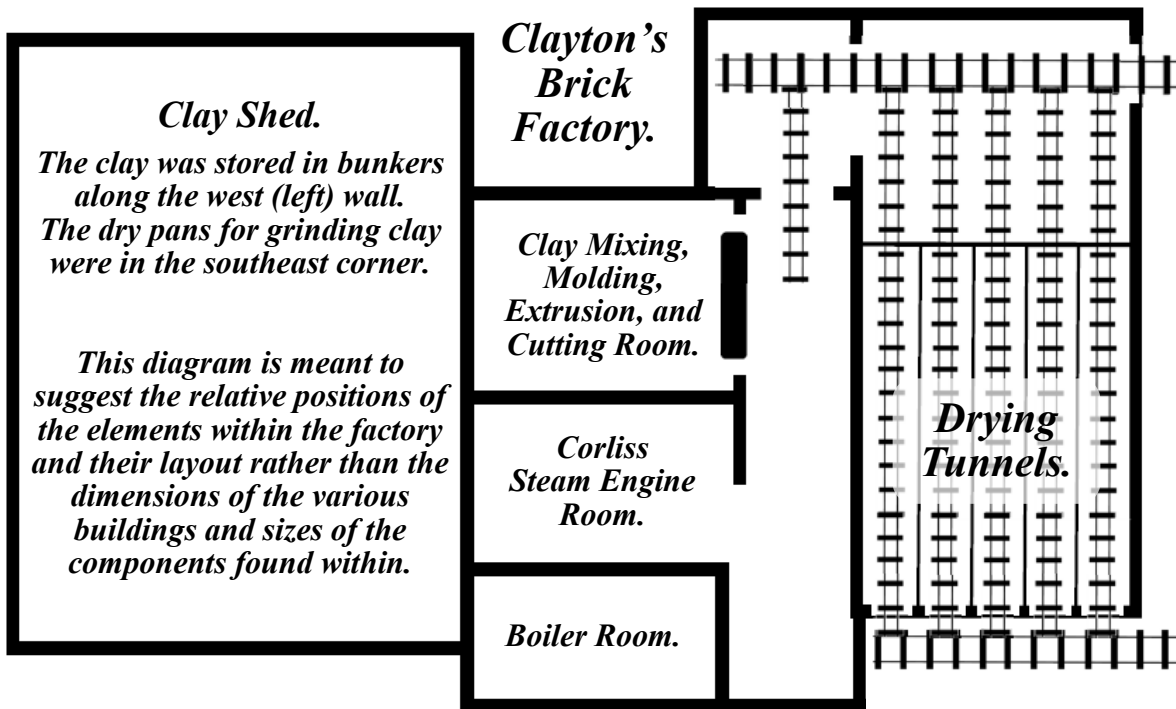 Clayton's
Brick
Factory.
Clay Shed.
The clay was stored in bunkers
along the west (left) wall.
The dry pans for grinding clay
were in the southeast corner.
This diagram is meant to
suggest the relative positions of
the elements within the factory
and their layout rather than the
dimensions of the various
buildings and sizes of the
components found within.
Clay Mixing,
Molding,
Extrusion, and
Cutting Room.
Corliss
Steam Engine
Room.
Boiler Room.
Drying
Tunnels.